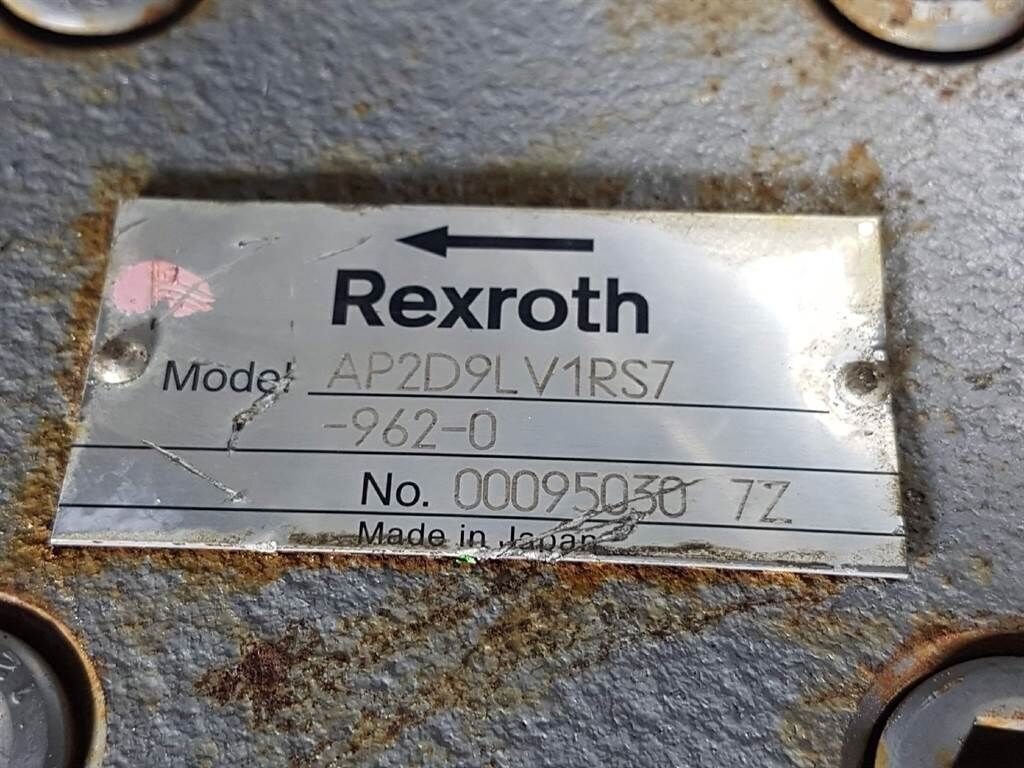 Rexroth
Model AP2D9LV1RS7
-962-0
No. 00095030 7Z
Made in Japan